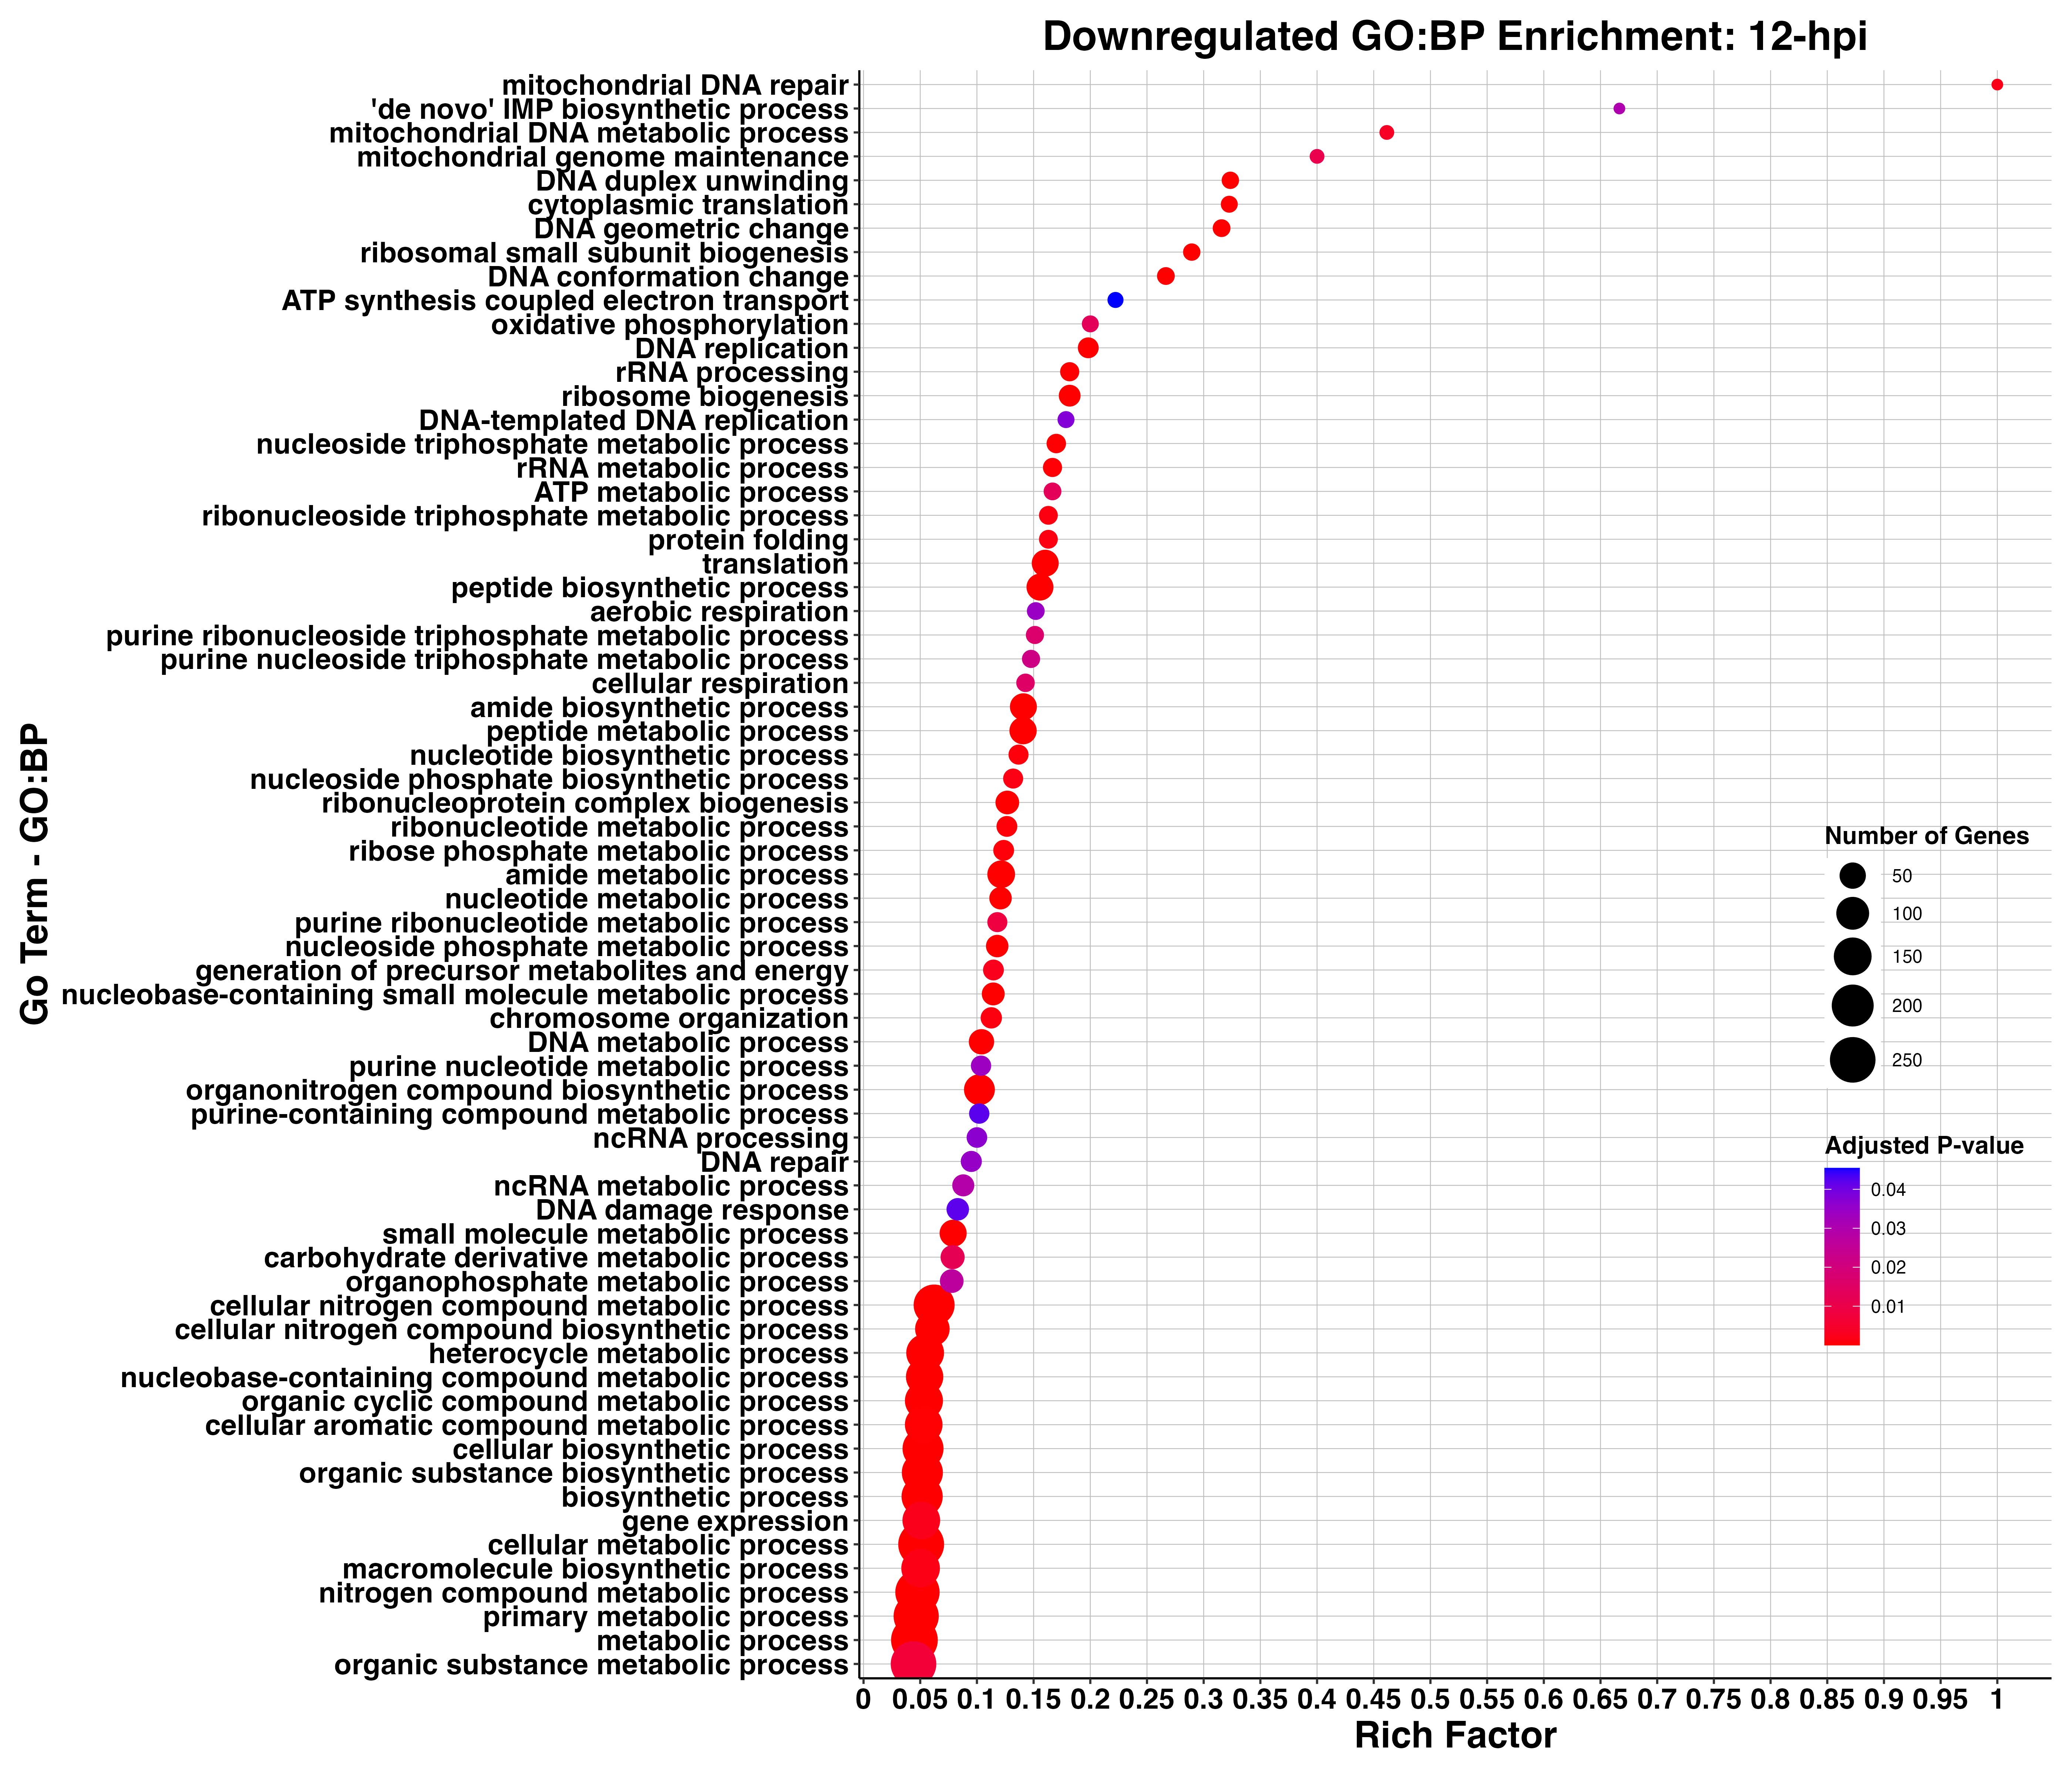 Downregulated GO:BP Enrichment: 12-hpi
Go Term - GO:BP
mitochondrial DNA repair
'de novo' IMP biosynthetic process
mitochondrial DNA metabolic process
mitochondrial genome maintenance
DNA duplex unwinding
cytoplasmic translation
DNA geometric change
ribosomal small subunit biogenesis
DNA conformation change
ATP synthesis coupled electron transport
oxidative phosphorylation
DNA replication
rRNA processing
ribosome biogenesis
DNA-templated DNA replication
nucleoside triphosphate metabolic process
rRNA metabolic process
ATP metabolic process
ribonucleoside triphosphate metabolic process
protein folding
translation
peptide biosynthetic process
aerobic respiration
purine ribonucleoside triphosphate metabolic process
purine nucleoside triphosphate metabolic process
cellular respiration
amide biosynthetic process
peptide metabolic process
nucleotide biosynthetic process
nucleoside phosphate biosynthetic process
ribonucleoprotein complex biogenesis
ribonucleotide metabolic process
ribose phosphate metabolic process
amide metabolic process
nucleotide metabolic process
purine ribonucleotide metabolic process
nucleoside phosphate metabolic process
generation of precursor metabolites and energy
nucleobase-containing small molecule metabolic process
chromosome organization
DNA metabolic process
purine nucleotide metabolic process
organonitrogen compound biosynthetic process
purine-containing compound metabolic process
ncRNA processing
DNA repair
ncRNA metabolic process
DNA damage response
small molecule metabolic process
carbohydrate derivative metabolic process
organophosphate metabolic process
cellular nitrogen compound metabolic process
cellular nitrogen compound biosynthetic process
heterocycle metabolic process
nucleobase-containing compound metabolic process
organic cyclic compound metabolic process
cellular aromatic compound metabolic process
cellular biosynthetic process
organic substance biosynthetic process
biosynthetic process
gene expression
cellular metabolic process
macromolecule biosynthetic process
nitrogen compound metabolic process
primary metabolic process
metabolic process
organic substance metabolic process
0 0.05 0.1 0.15 0.2 0.25 0.3 0.35 0.4 0.45 0.5 0.55 0.6 0.65 0.7 0.75 0.8 0.85 0.9 0.95 1
Rich Factor
Number of Genes
50
100
150
200
250
Adjusted P-value
0.04
0.03
0.02
0.01